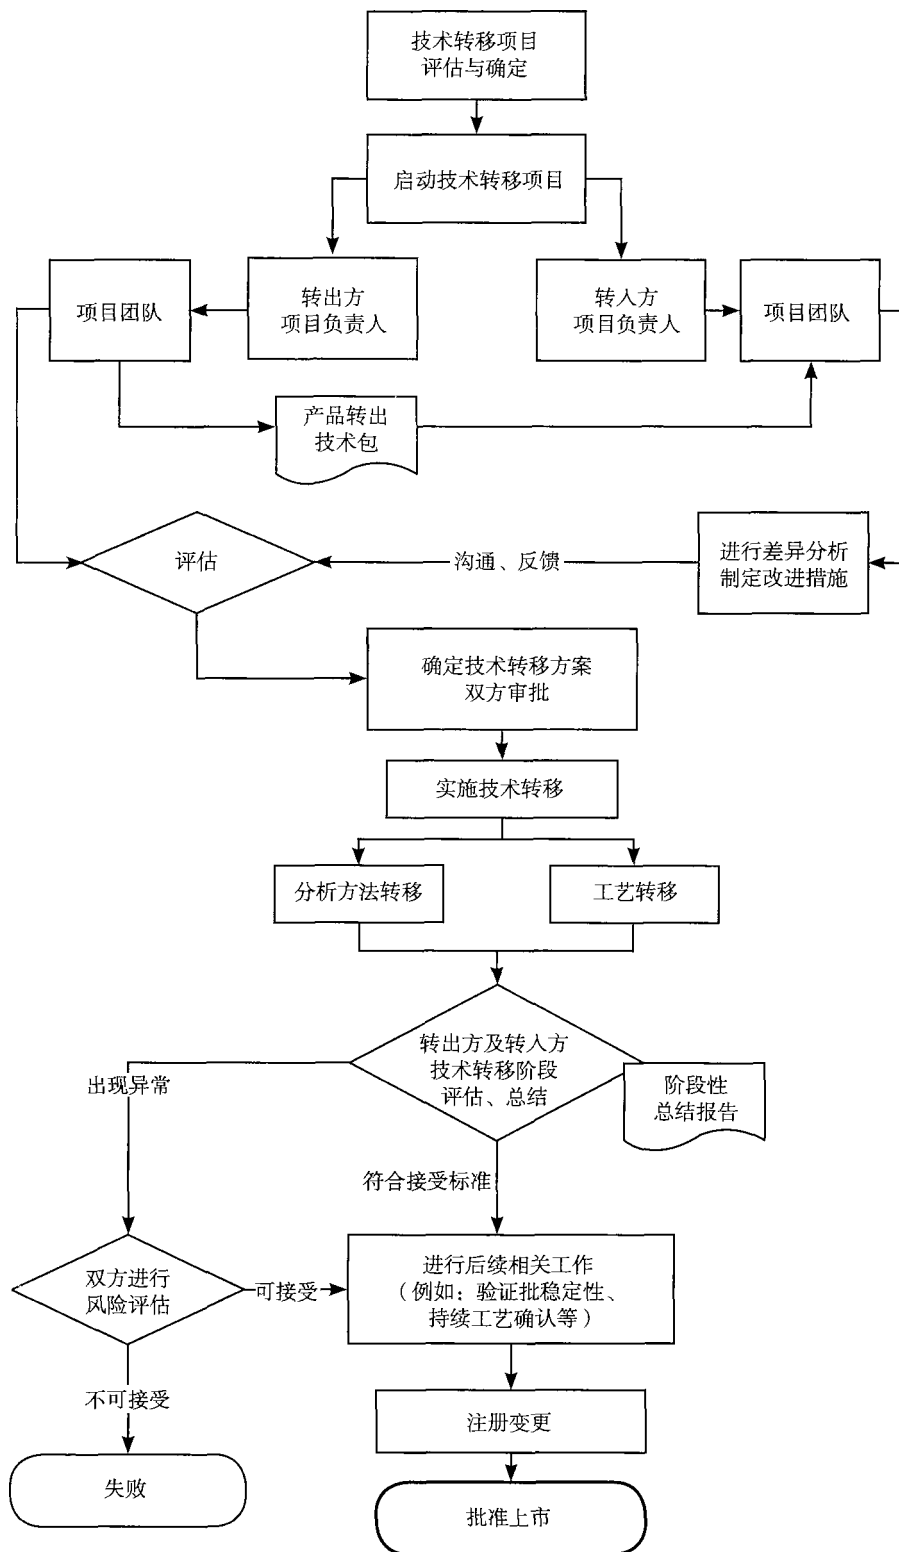 技术转移项目
评估与确定
启动技术转移项目
项目团队
转出方
项目负责人
转入方
项目负责人
项目团队
产品转出
技术包
评估
沟通、反馈
进行差异分析
制定改进措施
确定技术转移方案
双方审批
实施技术转移
分析方法转移
工艺转移
转出方及转入方
技术转移阶段
评估、总结
出现异常
阶段性
总结报告
符合接受标准
双方进行
风险评估
可接受
进行后续相关工作
（例如：验证批稳定性、
持续工艺确认等）
不可接受
注册变更
失败
批准上市